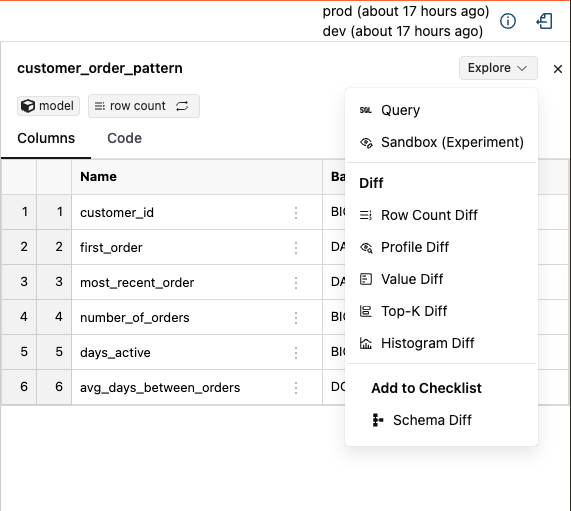 prod (about 17 hours ago)
dev (about 17 hours ago)
customer_order_pattern
Explore
model
row count
Columns
Code
Name
Ba
1 1 customer_id BIG
2 2 first_order DA
3 3 most_recent_order DA
4 4 number_of_orders BIG
5 5 days_active BIG
6 6 avg_days_between_orders DO
SQL Query
Sandbox (Experiment)
Diff
Row Count Diff
Profile Diff
Value Diff
Top-K Diff
Histogram Diff
Add to Checklist
Schema Diff